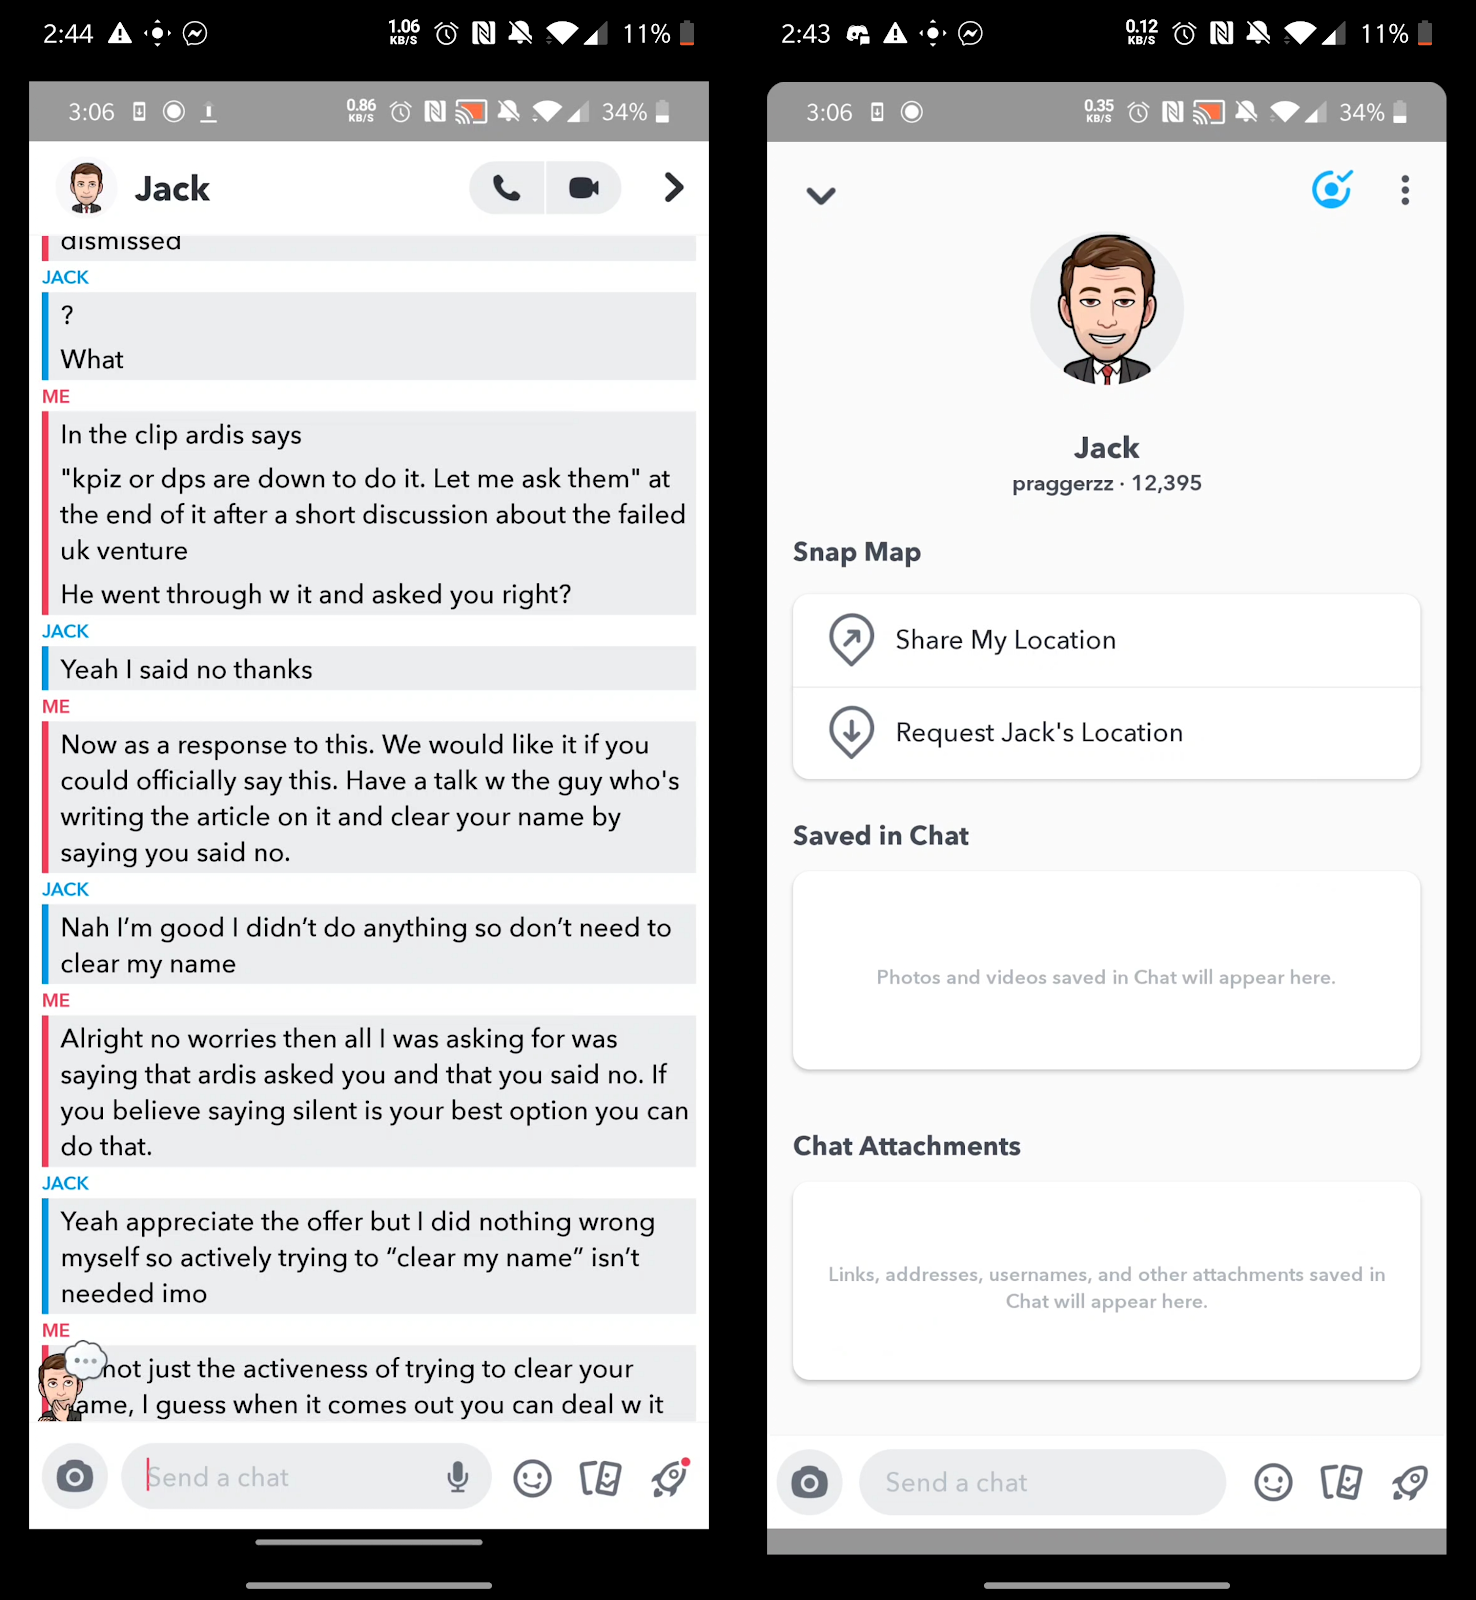 2:44
1.06
KB/S
11%
3:06
0.86
KB/S
34%
Jack
dismissed
JACK
?
What
ME
In the clip ardis says
"kpiz or dps are down to do it. Let me ask them" at
the end of it after a short discussion about the failed
uk venture
He went through w it and asked you right?
JACK
Yeah I said no thanks
ME
Now as a response to this. We would like it if you
could officially say this. Have a talk w the guy who's
writing the article on it and clear your name by
saying you said no.
JACK
Nah I’m good I didn’t do anything so don’t need to
clear my name
ME
Alright no worries then all I was asking for was
saying that ardis asked you and that you said no. If
you believe saying silent is your best option you can
do that.
JACK
Yeah appreciate the offer but I did nothing wrong
myself so actively trying to “clear my name” isn’t
needed imo
ME
not just the activeness of trying to clear your
ame, I guess when it comes out you can deal w it
Send a chat
2:43
0.12
KB/S
11%
3:06
0.35
KB/S
34%
Jack
praggerzz · 12,395
Snap Map
Share My Location
Request Jack's Location
Saved in Chat
Photos and videos saved in Chat will appear here.
Chat Attachments
Links, addresses, usernames, and other attachments saved in
Chat will appear here.
Send a chat